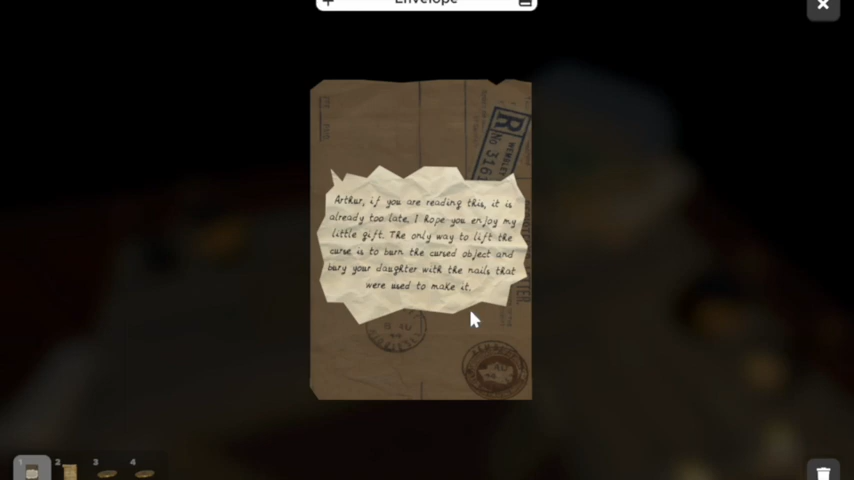 Envelope
R
No 3161
Arthur, if you are reading this, it is
already too late. I hope you enjoy my
little gift. The only way to lift the
curse is to burn the cursed object and
bury your daughter with the nails that
were used to make it.
1 2 3 4